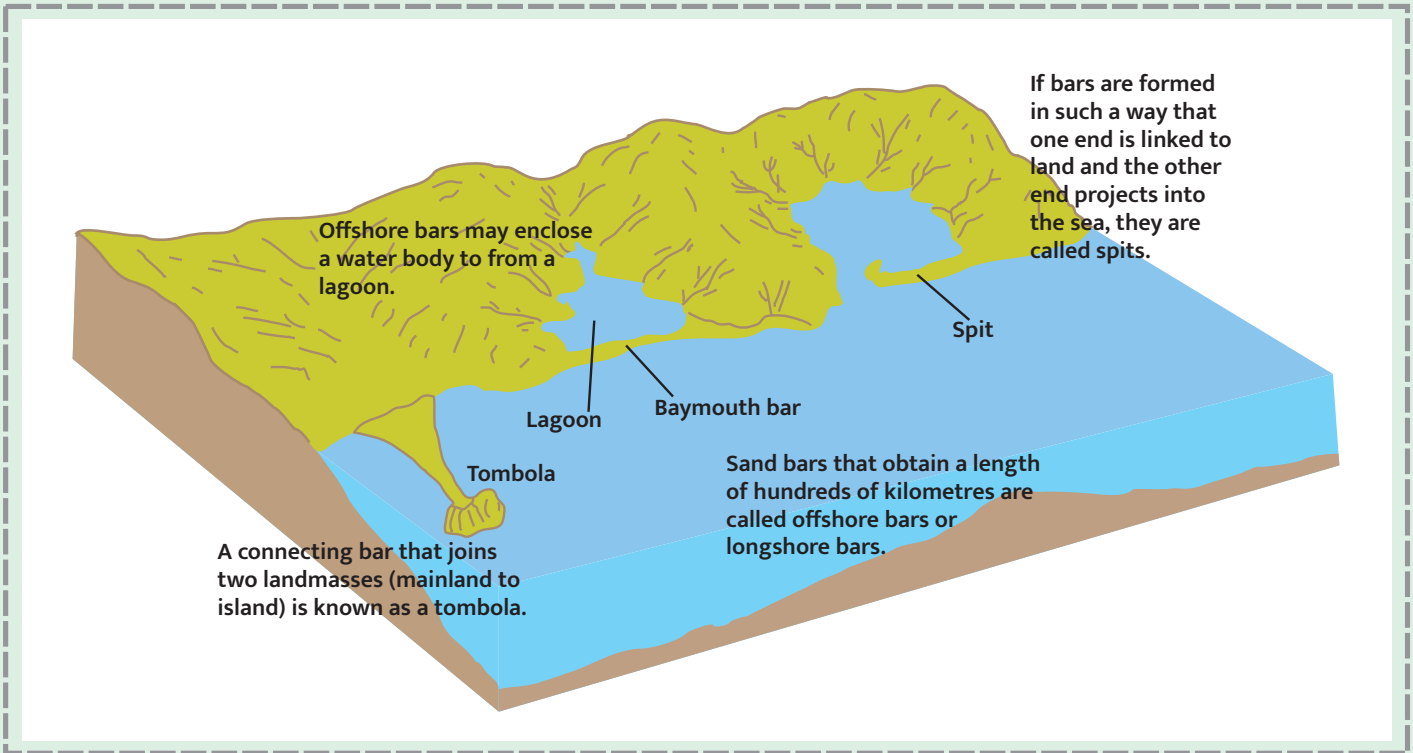 If bars are formed
in such a way that
one end is linked to
land and the other
end projects into
the sea, they are
called spits.
Offshore bars may enclose
a water body to from a
lagoon.
Spit
Baymouth bar
Lagoon
Tombola
Sand bars that obtain a length
of hundreds of kilometres are
called offshore bars or
longshore bars.
A connecting bar that joins
two landmasses (mainland to
island) is known as a tombola.